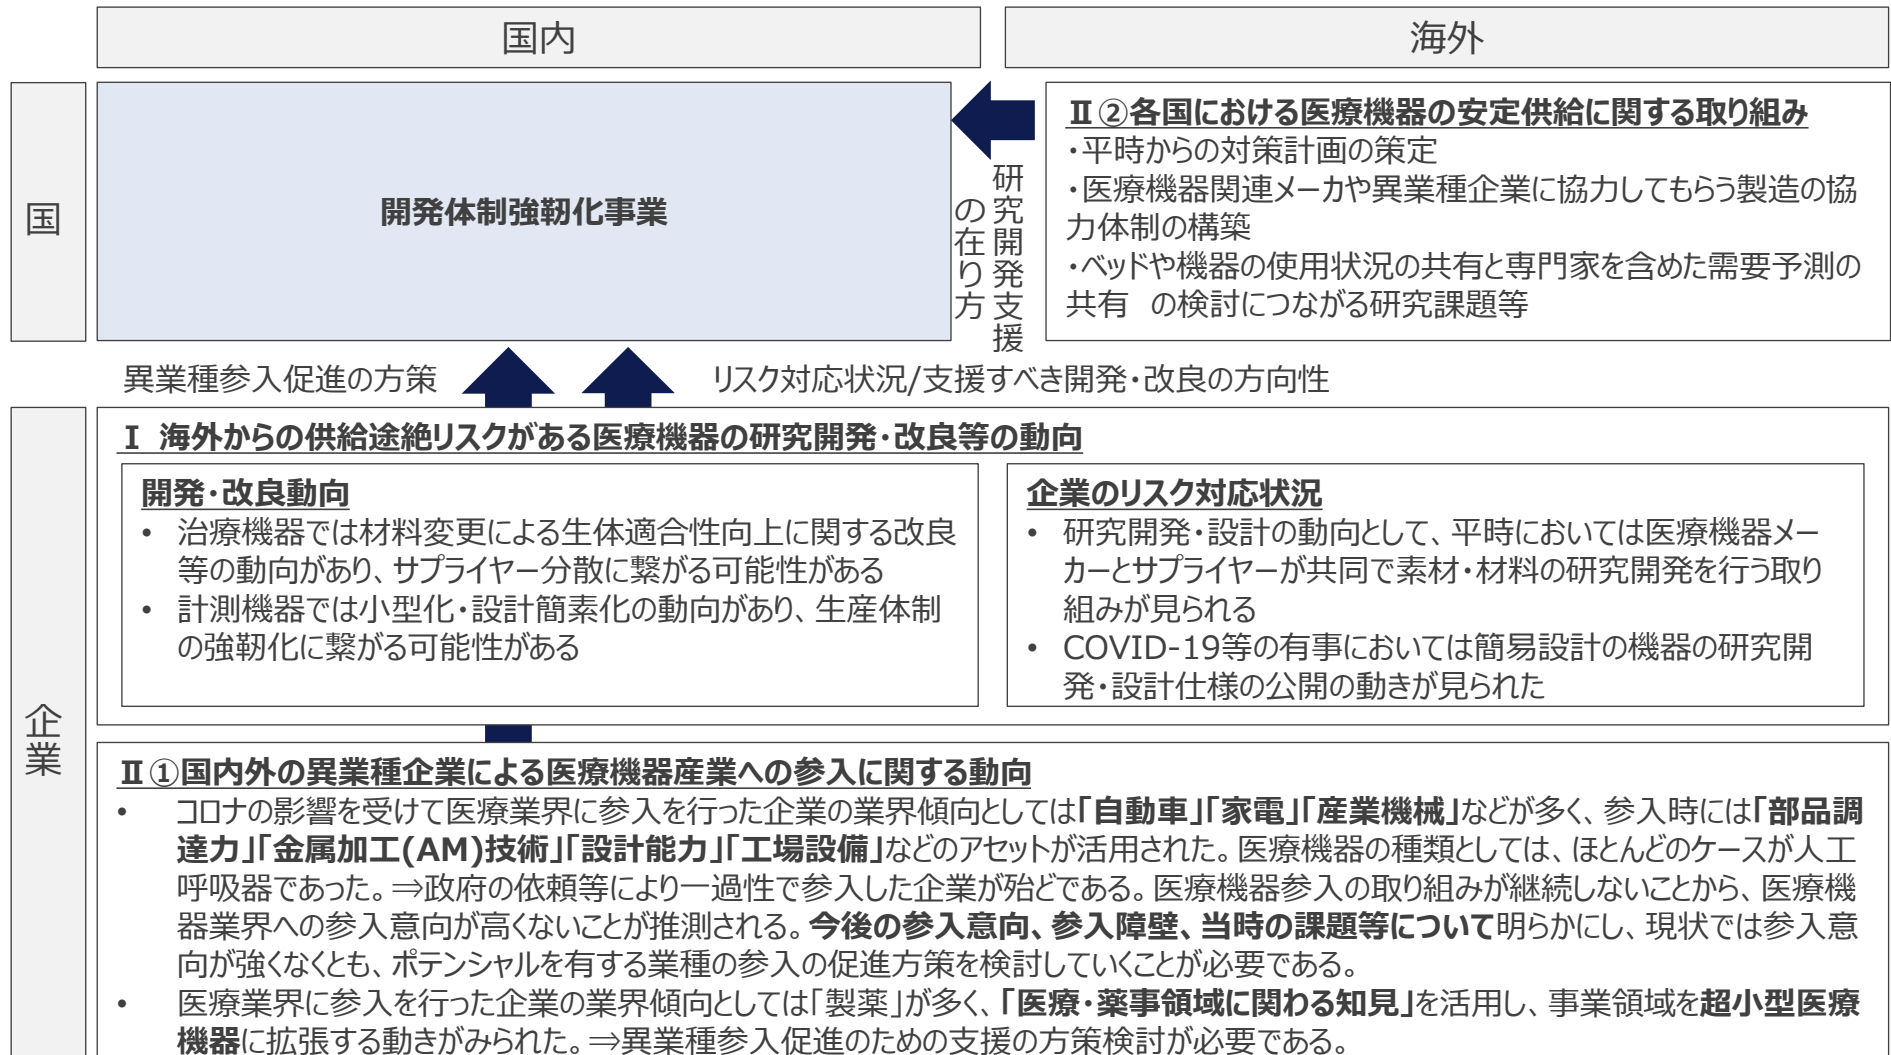 国内
海外
国
開発体制強靭化事業
研究開発支援
の在り方
Ⅱ②各国における医療機器の安定供給に関する取り組み
・平時からの対策計画の策定
・医療機器関連メーカや異業種企業に協力してもらう製造の協
力体制の構築
・ベッドや機器の使用状況の共有と専門家を含めた需要予測の
共有　の検討につながる研究課題等
異業種参入促進の方策
リスク対応状況/支援すべき開発・改良の方向性
企業
Ⅰ 海外からの供給途絶リスクがある医療機器の研究開発・改良等の動向
開発・改良動向
• 治療機器では材料変更による生体適合性向上に関する改良
等の動向があり、サプライヤー分散に繋がる可能性がある
• 計測機器では小型化・設計簡素化の動向があり、生産体制
の強靭化に繋がる可能性がある
企業のリスク対応状況
• 研究開発・設計の動向として、平時においては医療機器メー
カーとサプライヤーが共同で素材・材料の研究開発を行う取り
組みが見られる
• COVID-19等の有事においては簡易設計の機器の研究開
発・設計仕様の公開の動きが見られた
Ⅱ①国内外の異業種企業による医療機器産業への参入に関する動向
• コロナの影響を受けて医療業界に参入を行った企業の業界傾向としては「自動車」「家電」「産業機械」などが多く、参入時には「部品調
達力」「金属加工(AM)技術」「設計能力」「工場設備」などのアセットが活用された。医療機器の種類としては、ほとんどのケースが人工
呼吸器であった。⇒政府の依頼等により一過性で参入した企業が殆どである。医療機器参入の取り組みが継続しないことから、医療機
器業界への参入意向が高くないことが推測される。今後の参入意向、参入障壁、当時の課題等について明らかにし、現状では参入意
向が強くなくとも、ポテンシャルを有する業種の参入の促進方策を検討していくことが必要である。
• 医療業界に参入を行った企業の業界傾向としては「製薬」が多く、「医療・薬事領域に関わる知見」を活用し、事業領域を超小型医療
機器に拡張する動きがみられた。⇒異業種参入促進のための支援の方策検討が必要である。